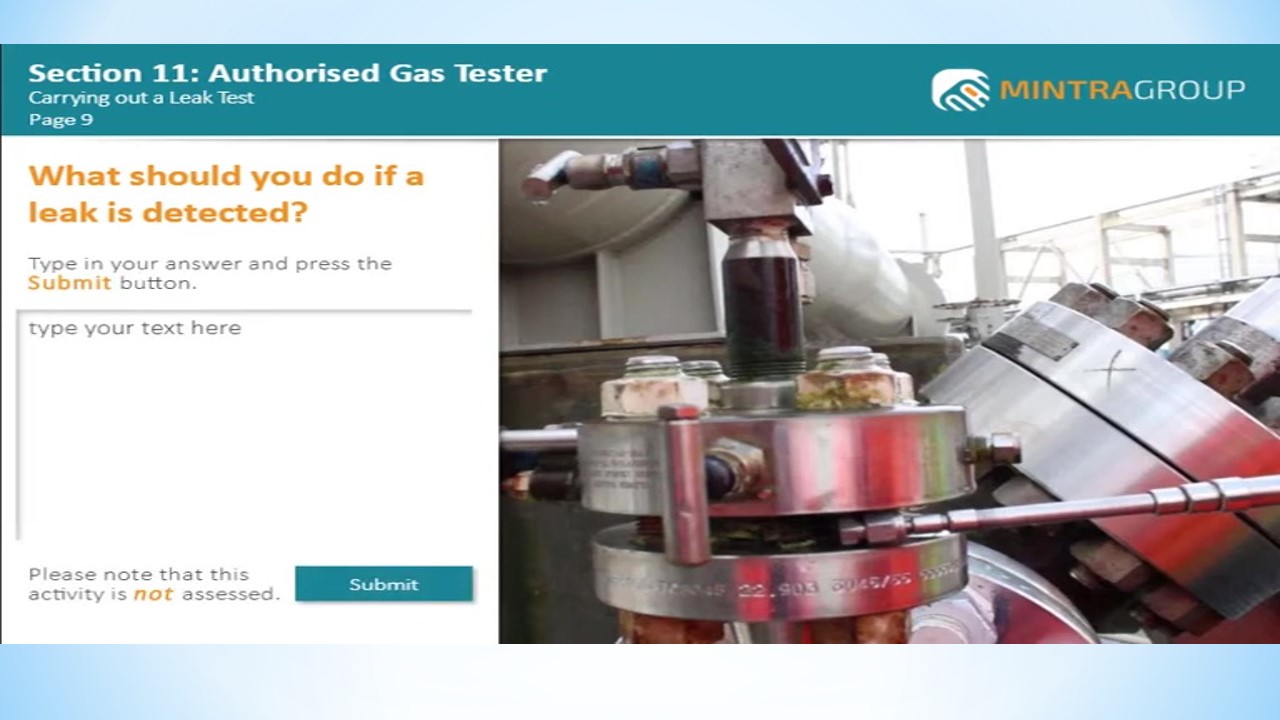 Section 11: Authorised Gas Tester
Carrying out a Leak Test
Page 9
MINTRAGROUP
What should you do if a
leak is detected?
Type in your answer and press the
Submit button.
type your text here
Please note that this
activity is not assessed.
Submit
22.903